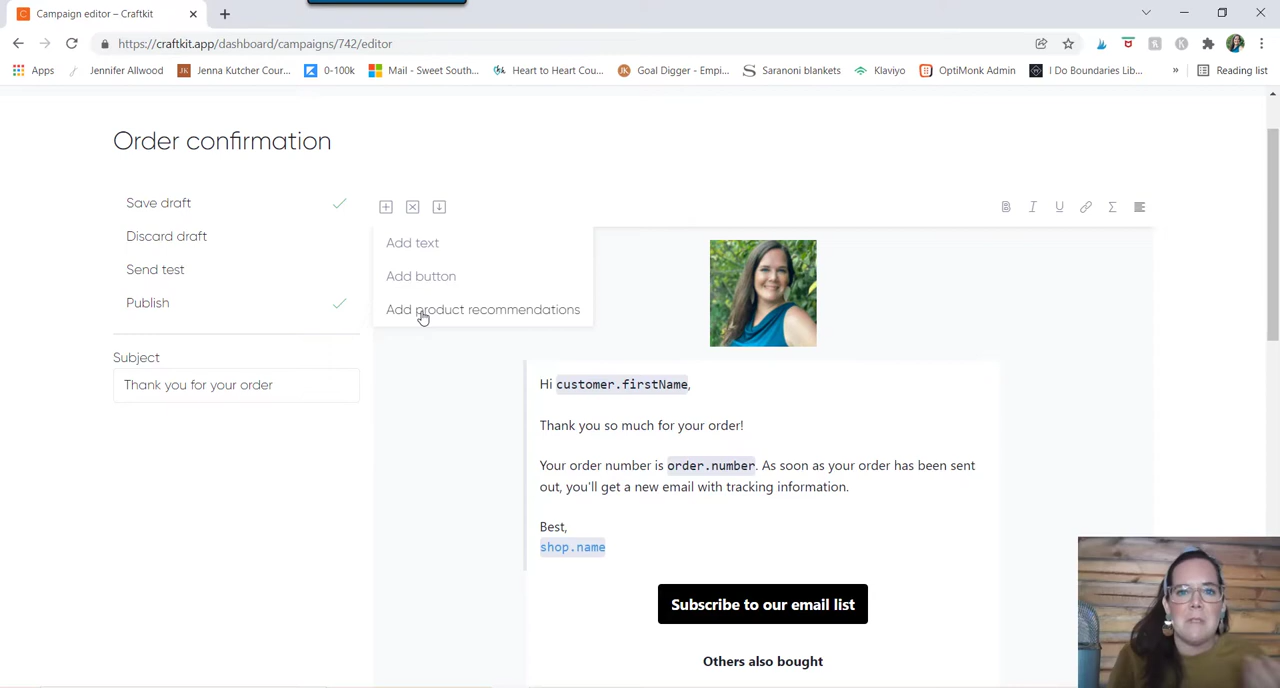 Campaign editor – Craftkit
https://craftkit.app/dashboard/campaigns/742/editor
Apps Jennifer Allwood Jenna Kutcher Cour... 0-100k Mail - Sweet South... Heart to Heart Cou... Goal Digger - Empi... Saranoni blankets Klaviyo OptiMonk Admin I Do Boundaries Lib... » Reading list
Order confirmation
Save draft
Discard draft
Send test
Publish
Subject
Thank you for your order
Add text
Add button
Add product recommendations
B I U Σ
Hi customer.firstName,
Thank you so much for your order!
Your order number is order.number. As soon as your order has been sent
out, you'll get a new email with tracking information.
Best,
shop.name
Subscribe to our email list
Others also bought